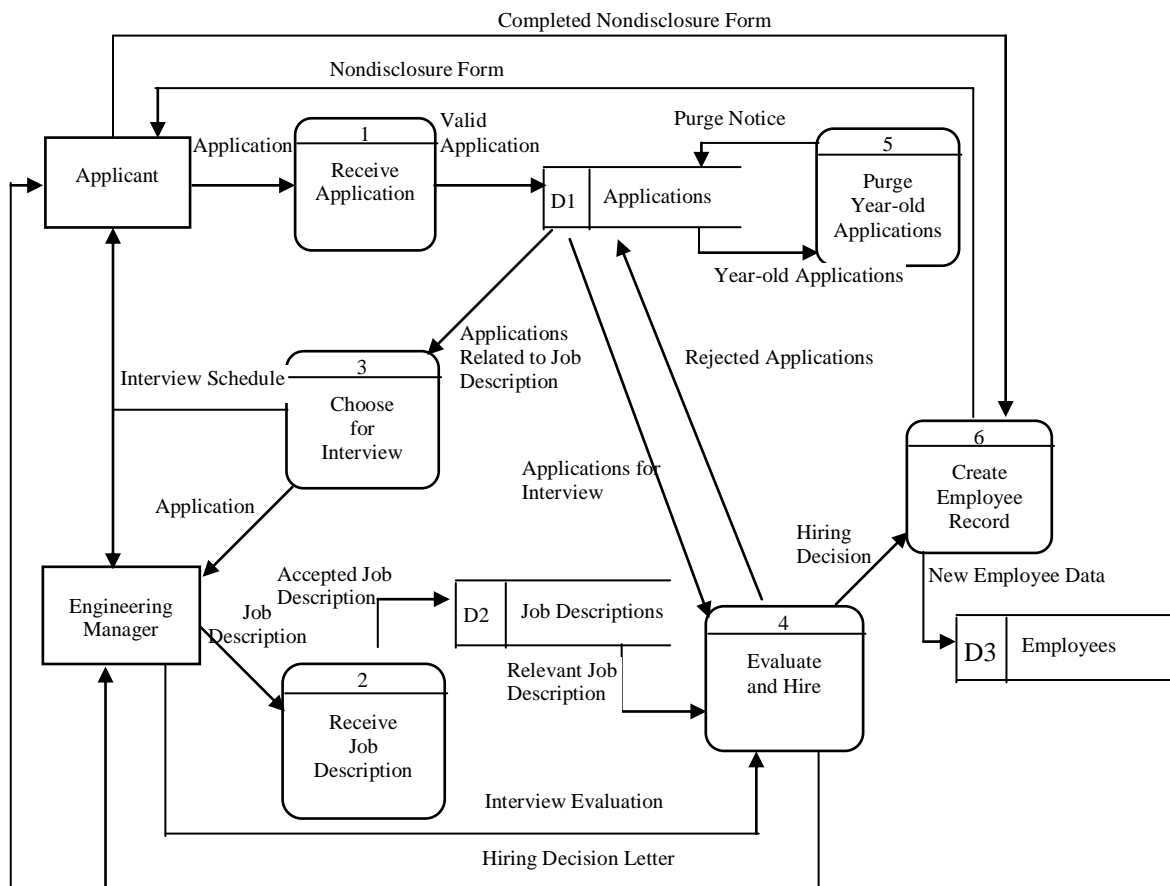 Completed Nondisclosure Form
Nondisclosure Form
Applicant
Application
1
Receive
Application
Valid
Application
D1
Applications
Purge Notice
5
Purge
Year-old
Applications
Year-old Applications
Applications
Related to Job
Description
Rejected Applications
Interview Schedule
3
Choose
for
Interview
Applications for
Interview
Application
6
Create
Employee
Record
Hiring
Decision
New Employee Data
D3
Employees
Engineering
Manager
Job
Description
Accepted Job
Description
D2
Job Descriptions
Relevant Job
Description
4
Evaluate
and Hire
2
Receive
Job
Description
Interview Evaluation
Hiring Decision Letter